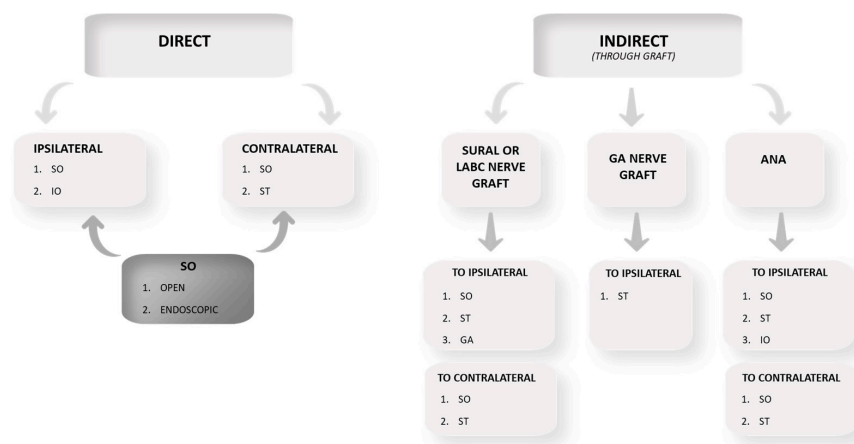 DIRECT
IPSILATERAL
1. SO
2. IO
CONTRALATERAL
1. SO
2. ST
SO
1. OPEN
2. ENDOSCOPIC
INDIRECT
(THROUGH GRAFT)
SURAL OR
LABC NERVE
GRAFT
GA NERVE
GRAFT
ANA
TO IPSILATERAL
1. SO
2. ST
3. GA
TO CONTRALATERAL
1. SO
2. ST
TO IPSILATERAL
1. ST
TO IPSILATERAL
1. SO
2. ST
3. IO
TO CONTRALATERAL
1. SO
2. ST